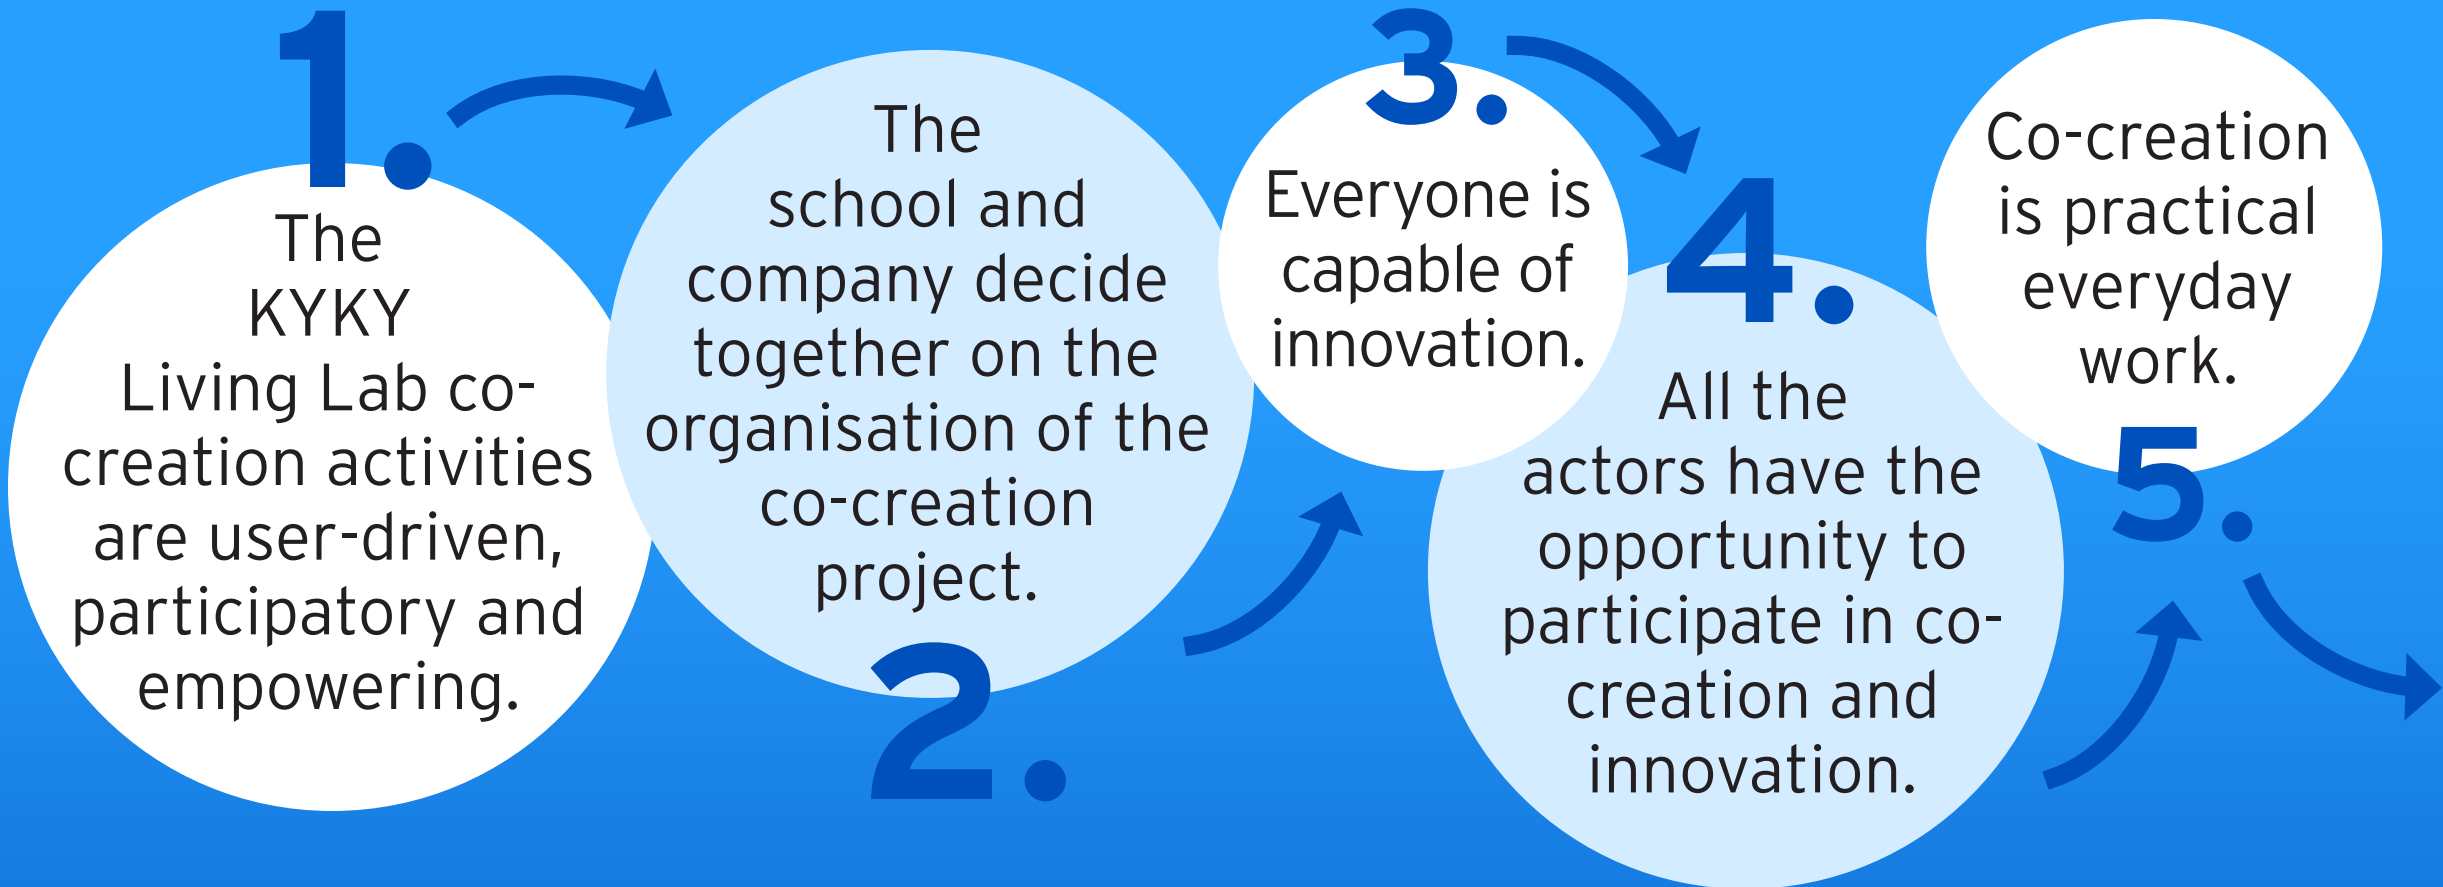 1.
The
KYKY
Living Lab co-
creation activities
are user-driven,
participatory and
empowering.
The
school and
company decide
together on the
organisation of the
co-creation
project.
2.
3.
Everyone is
capable of
innovation.
4.
All the
actors have the
opportunity to
participate in co-
creation and
innovation.
Co-creation
is practical
everyday
work.
5.